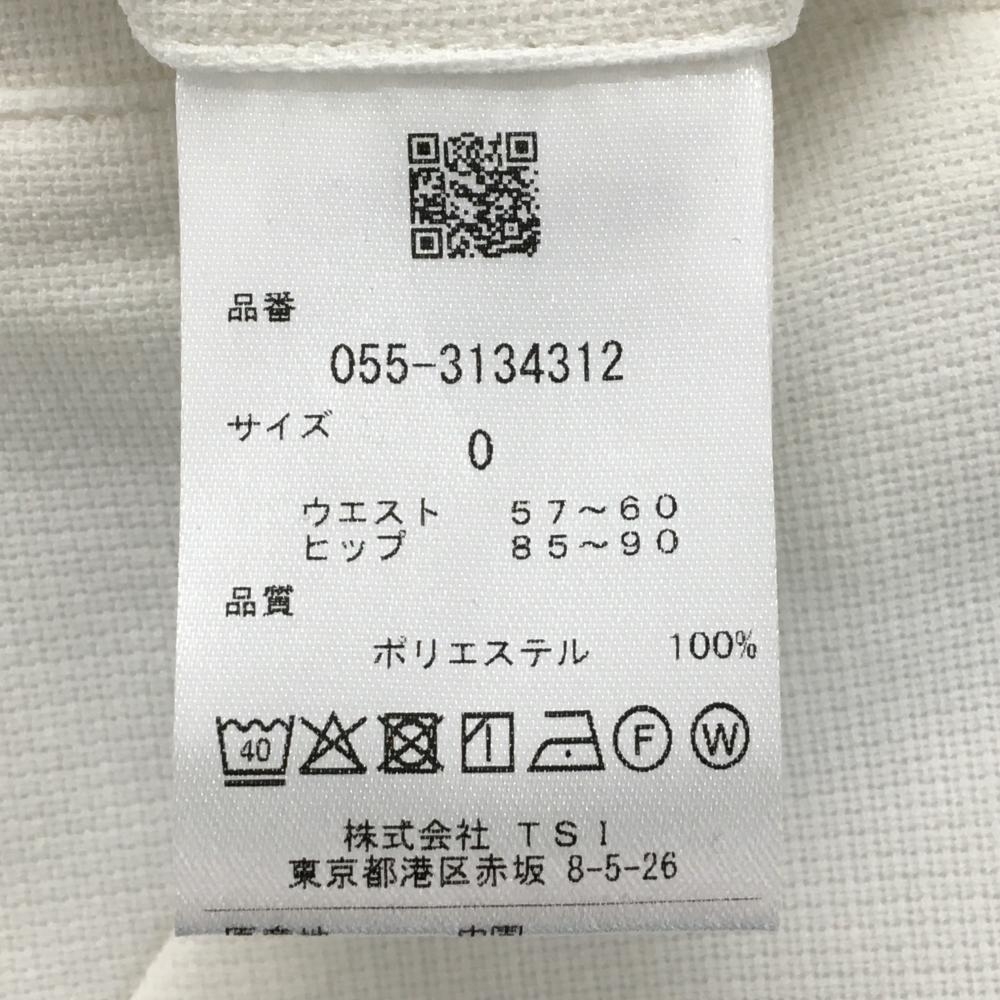 品番
055-3134312
サイズ
0
ウエスト　５７～６０
ヒップ　８５～９０
品質
ポリエステル　100%
40 F W
株式会社 ＴＳＩ
東京都港区赤坂 8-5-26